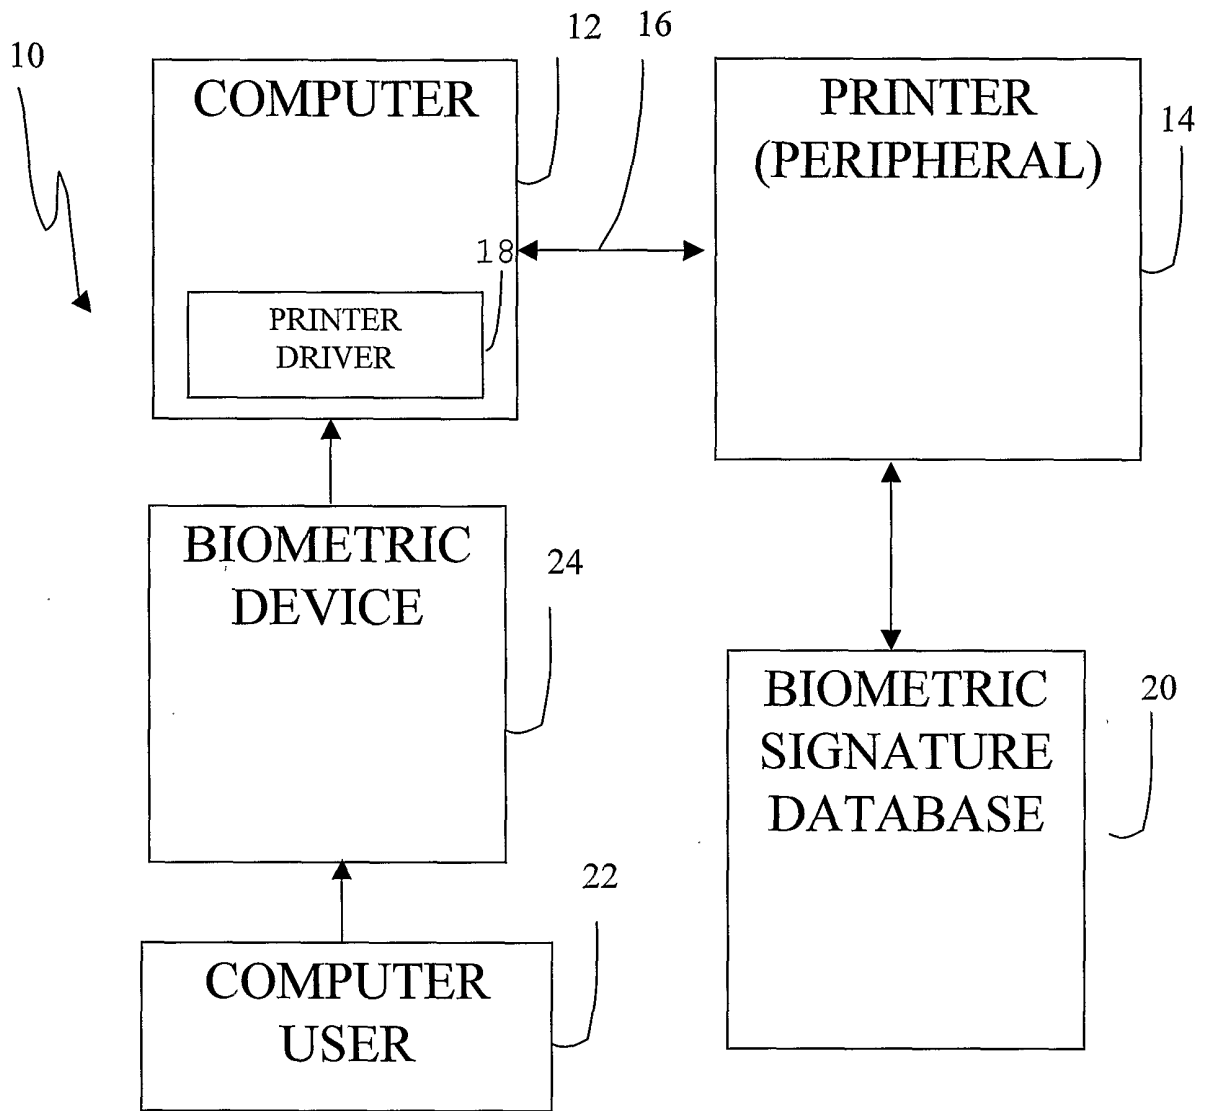 10
12
16
COMPUTER
PRINTER
(PERIPHERAL)
14
18
PRINTER
DRIVER
BIOMETRIC
DEVICE
24
BIOMETRIC
SIGNATURE
DATABASE
20
22
COMPUTER
USER